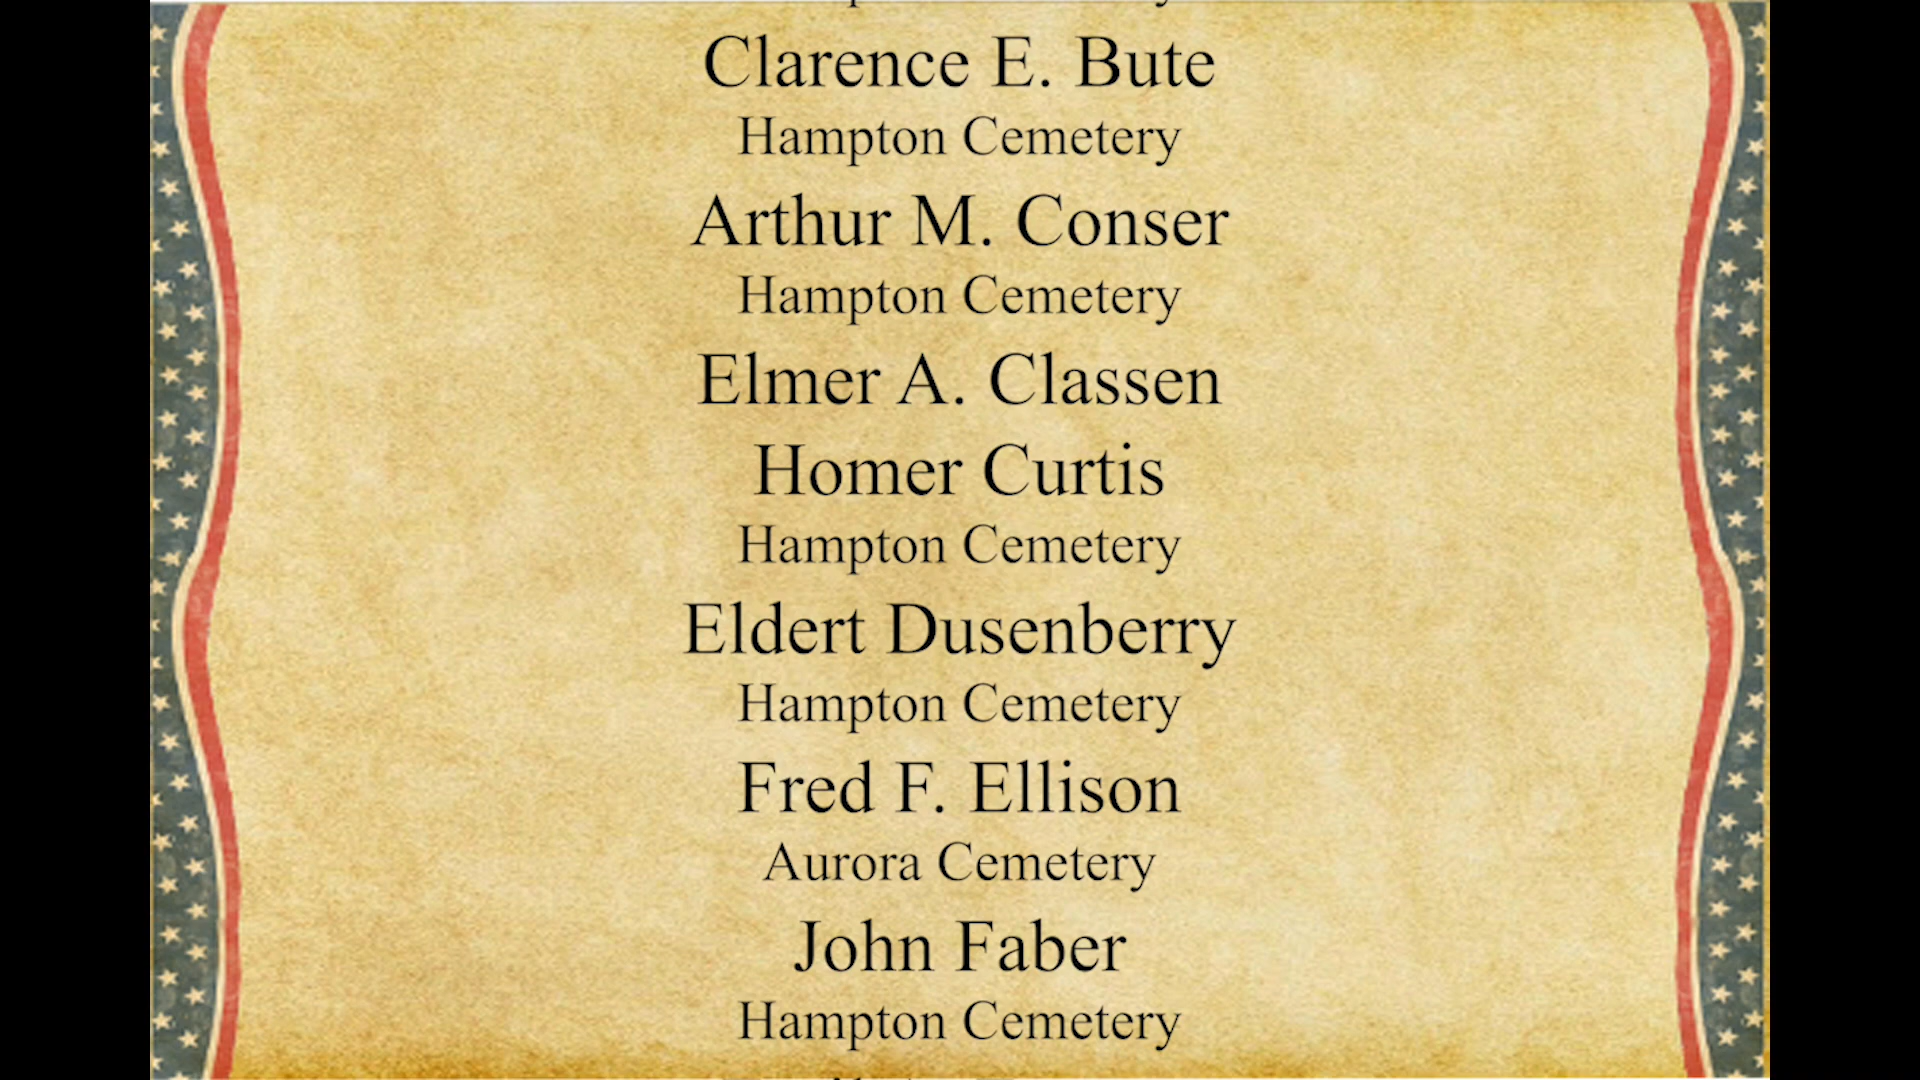 Clarence E. Bute
Hampton Cemetery
Arthur M. Conser
Hampton Cemetery
Elmer A. Classen
Homer Curtis
Hampton Cemetery
Eldert Dusenberry
Hampton Cemetery
Fred F. Ellison
Aurora Cemetery
John Faber
Hampton Cemetery